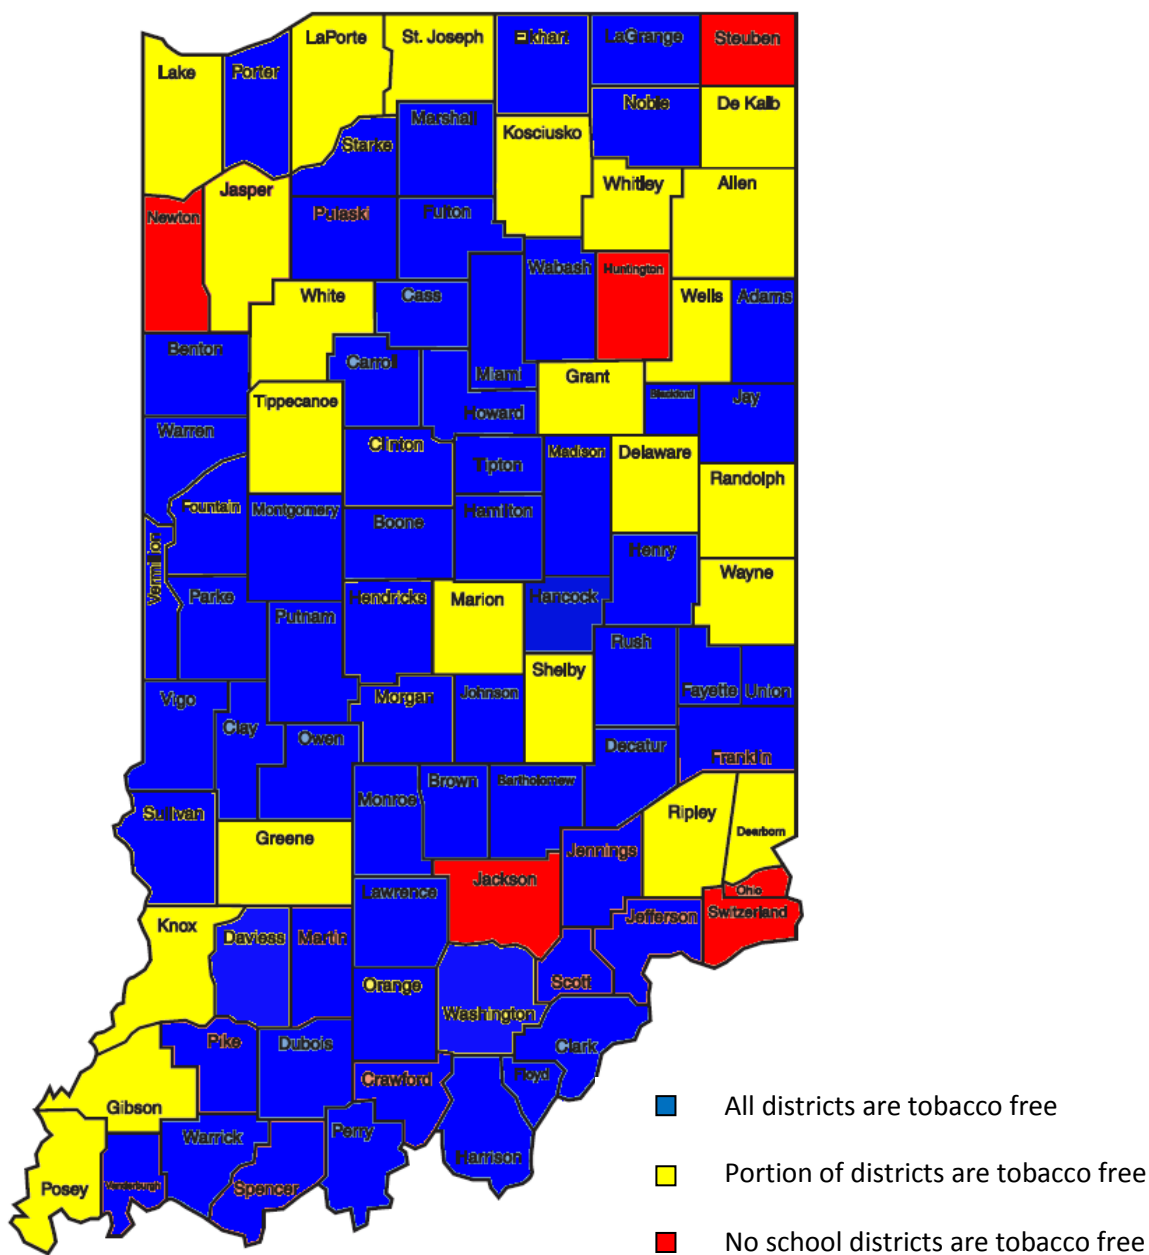 LaPorte
St. Joseph
Elkhart
LaGrange
Steuben
Lake
Porter
Noble
De Kalb
Marshall
Kosciusko
Starke
Whitley
Allen
Jasper
Newton
Pulaski
Fulton
Wabash
Huntington
White
Cass
Wells
Adams
Benton
Carroll
Miami
Grant
Tippecanoe
Howard
Blackford
Jay
Warren
Clinton
Tipton
Madison
Delaware
Randolph
Fountain
Montgomery
Boone
Hamilton
Henry
Vermillion
Wayne
Parke
Putnam
Hendricks
Marion
Hancock
Rush
Shelby
Vigo
Clay
Owen
Morgan
Johnson
Fayette
Union
Decatur
Franklin
Sullivan
Monroe
Brown
Bartholomew
Greene
Ripley
Dearborn
Jennings
Lawrence
Jackson
Ohio
Knox
Daviess
Martin
Jefferson
Switzerland
Orange
Washington
Scott
Pike
Dubois
Clark
Crawford
Floyd
Gibson
Warrick
Perry
Harrison
Posey
Vanderburgh
Spencer
All districts are tobacco free
Portion of districts are tobacco free
No school districts are tobacco free